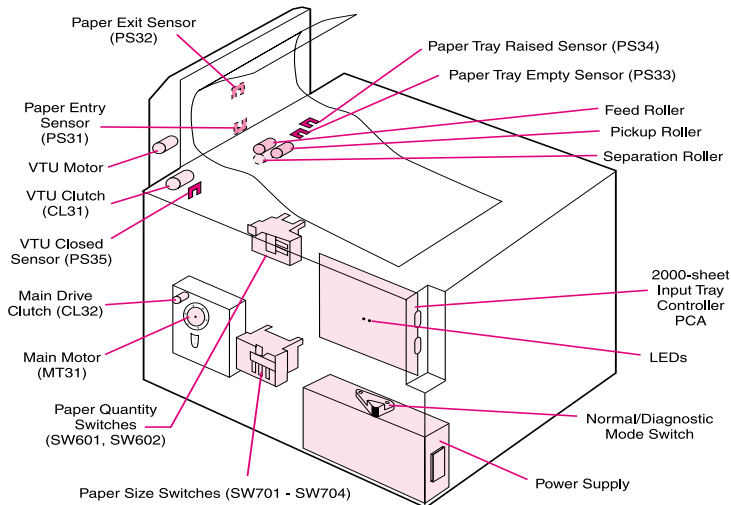 Paper Exit Sensor
(PS32)
Paper Tray Raised Sensor (PS34)
Paper Tray Empty Sensor (PS33)
Paper Entry
Sensor
(PS31)
Feed Roller
Pickup Roller
VTU Motor
Separation Roller
VTU Clutch
(CL31)
VTU Closed
Sensor (PS35)
2000-sheet
Input Tray
Controller
PCA
Main Drive
Clutch (CL32)
LEDs
Main Motor
(MT31)
Paper Quantity
Switches
(SW601, SW602)
Normal/Diagnostic
Mode Switch
Paper Size Switches (SW701 - SW704)
Power Supply